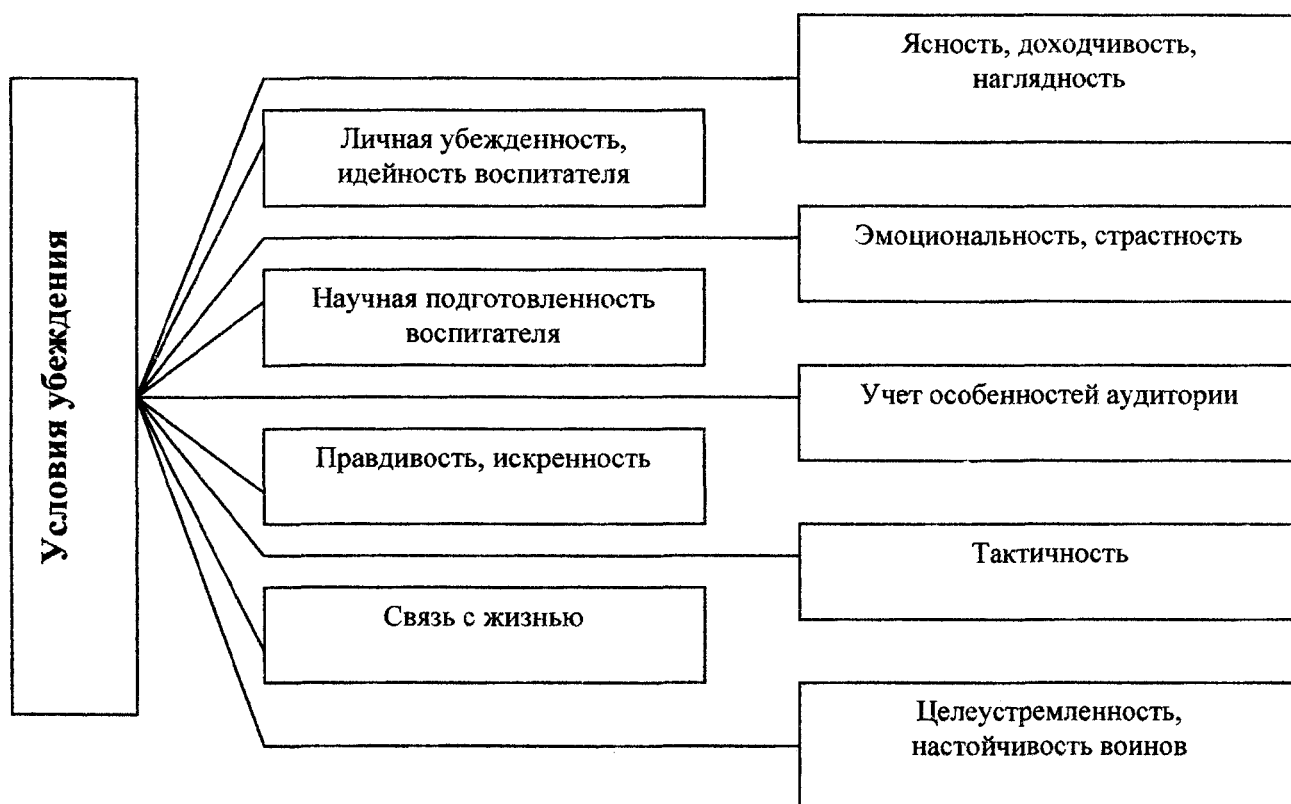 Условия убеждения
Ясность, доходчивость,
наглядность
Личная убежденность,
идейность воспитателя
Эмоциональность, страстность
Научная подготовленность
воспитателя
Учет особенностей аудитории
Правдивость, искренность
Тактичность
Связь с жизнью
Целеустремленность,
настойчивость воинов